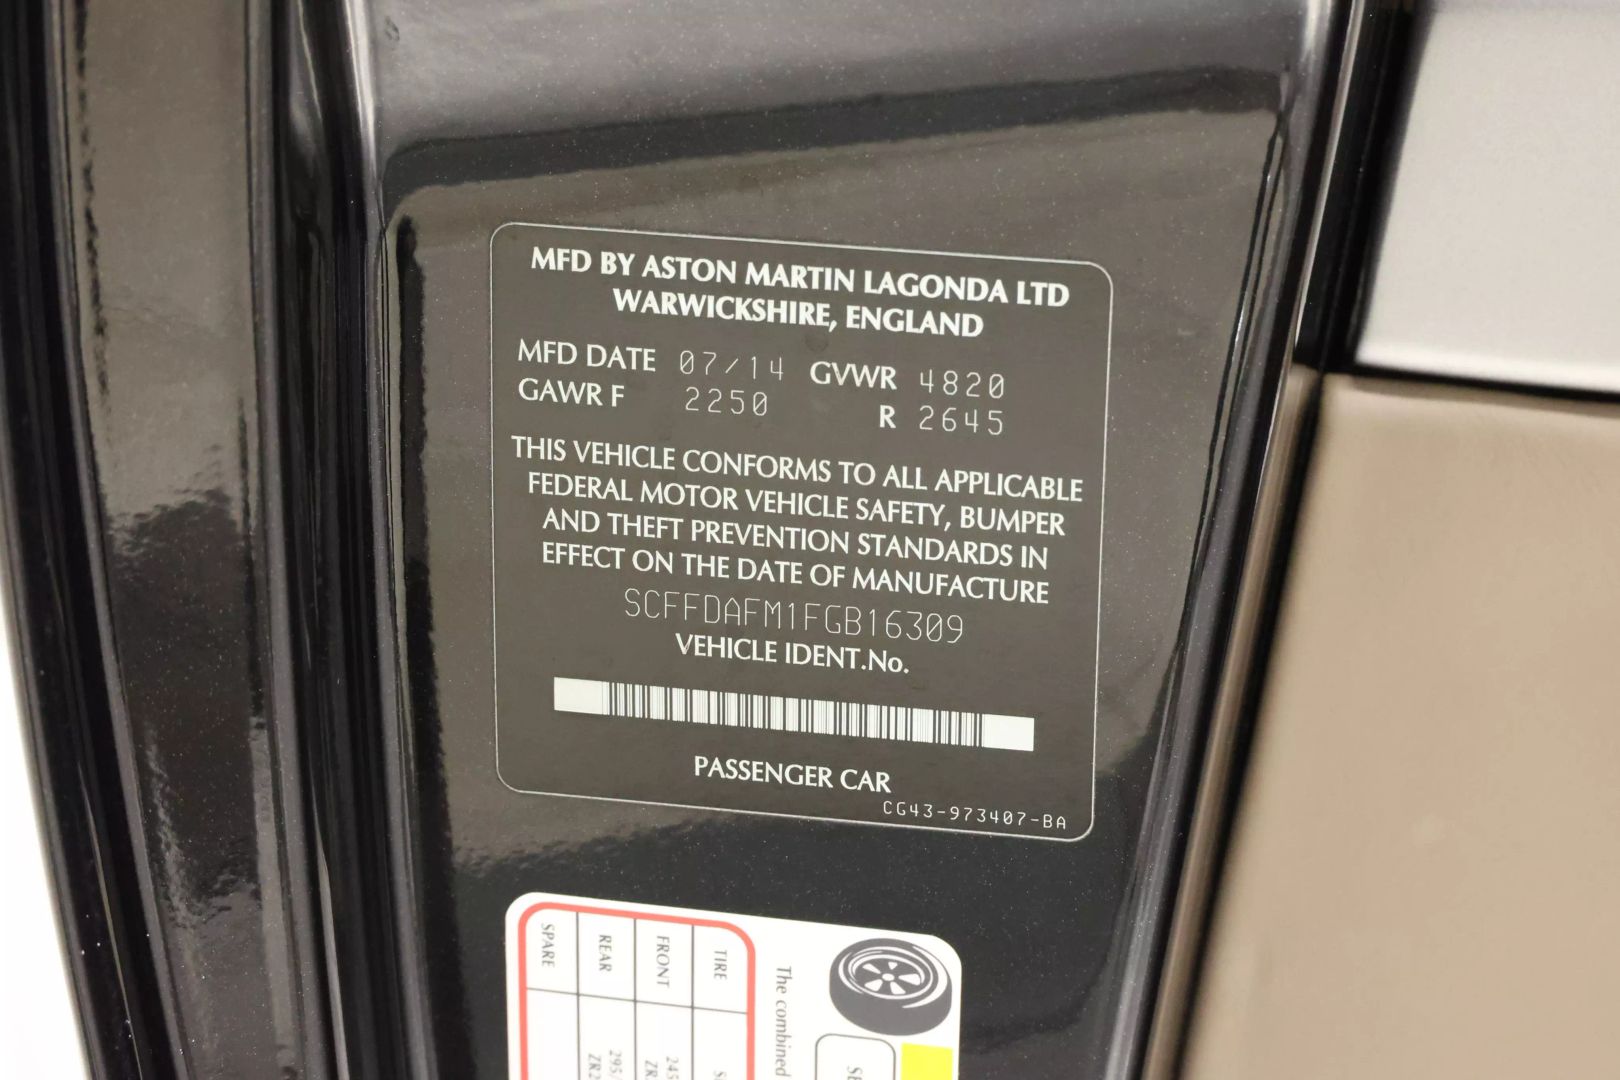 MFD BY ASTON MARTIN LAGONDA LTD
WARWICKSHIRE, ENGLAND
MFD DATE 07/14 GVWR 4820
GAWR F 2250 R 2645
THIS VEHICLE CONFORMS TO ALL APPLICABLE
FEDERAL MOTOR VEHICLE SAFETY, BUMPER
AND THEFT PREVENTION STANDARDS IN
EFFECT ON THE DATE OF MANUFACTURE
SCFFDAFM1FGB16309
VEHICLE IDENT.No.
PASSENGER CAR
CG43-973407-BA
The combined
TIRE
FRONT
REAR
SPARE